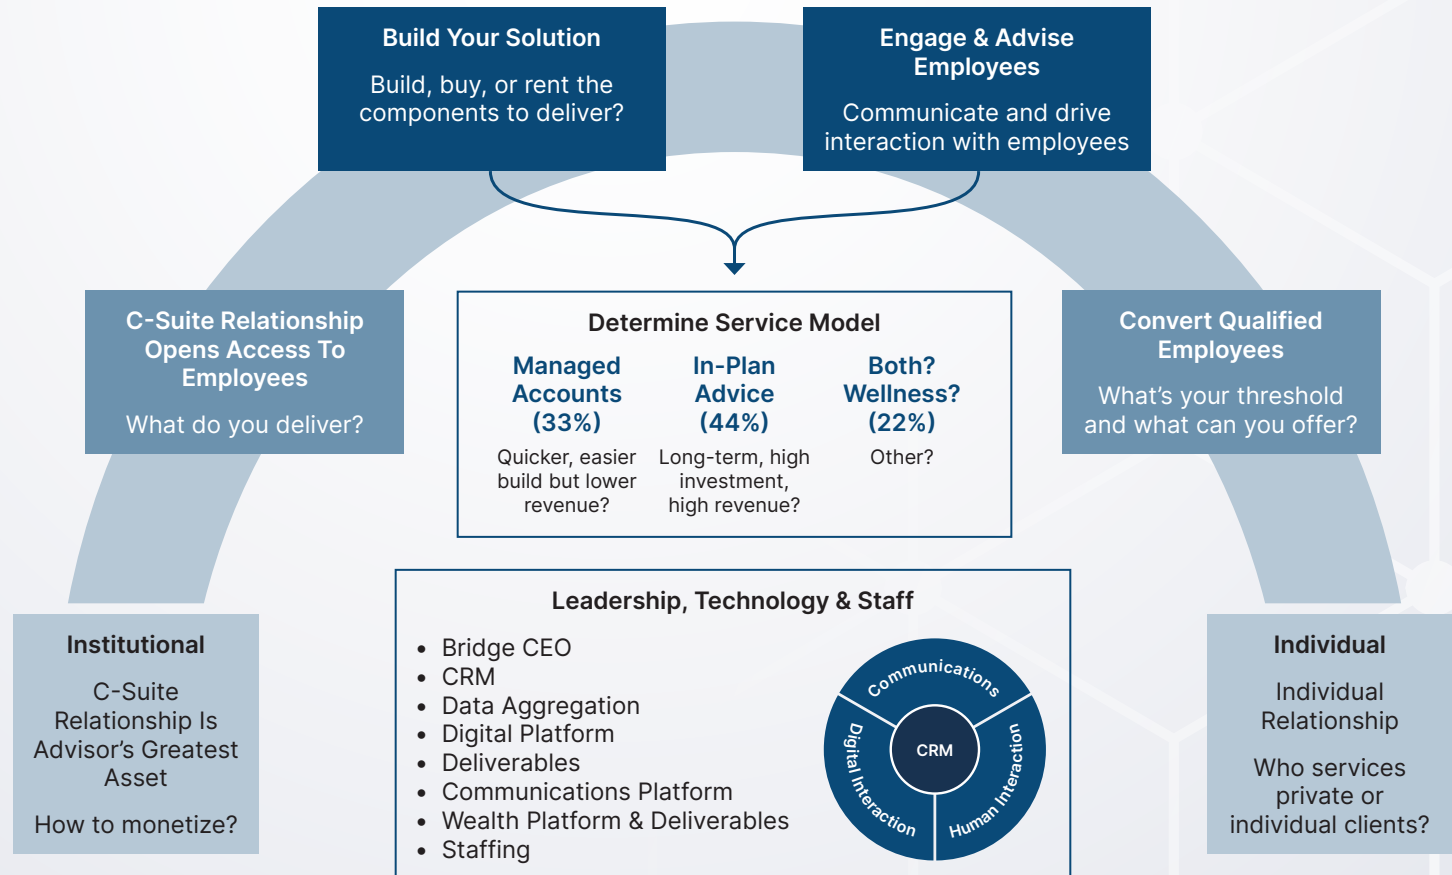 Build Your Solution
Build, buy, or rent the
components to deliver?
Engage & Advise
Employees
Communicate and drive
interaction with employees
C-Suite Relationship
Opens Access To
Employees
What do you deliver?
Determine Service Model
Managed
Accounts
(33%)
Quicker, easier
build but lower
revenue?
In-Plan
Advice
(44%)
Long-term, high
investment,
high revenue?
Both?
Wellness?
(22%)
Other?
Convert Qualified
Employees
What’s your threshold
and what can you offer?
Institutional
C-Suite
Relationship Is
Advisor’s Greatest
Asset
How to monetize?
Leadership, Technology & Staff
• Bridge CEO
• CRM
• Data Aggregation
• Digital Platform
• Deliverables
• Communications Platform
• Wealth Platform & Deliverables
• Staffing
Communications
Digital Interaction
Human Interaction
CRM
Individual
Individual
Relationship
Who services
private or
individual clients?